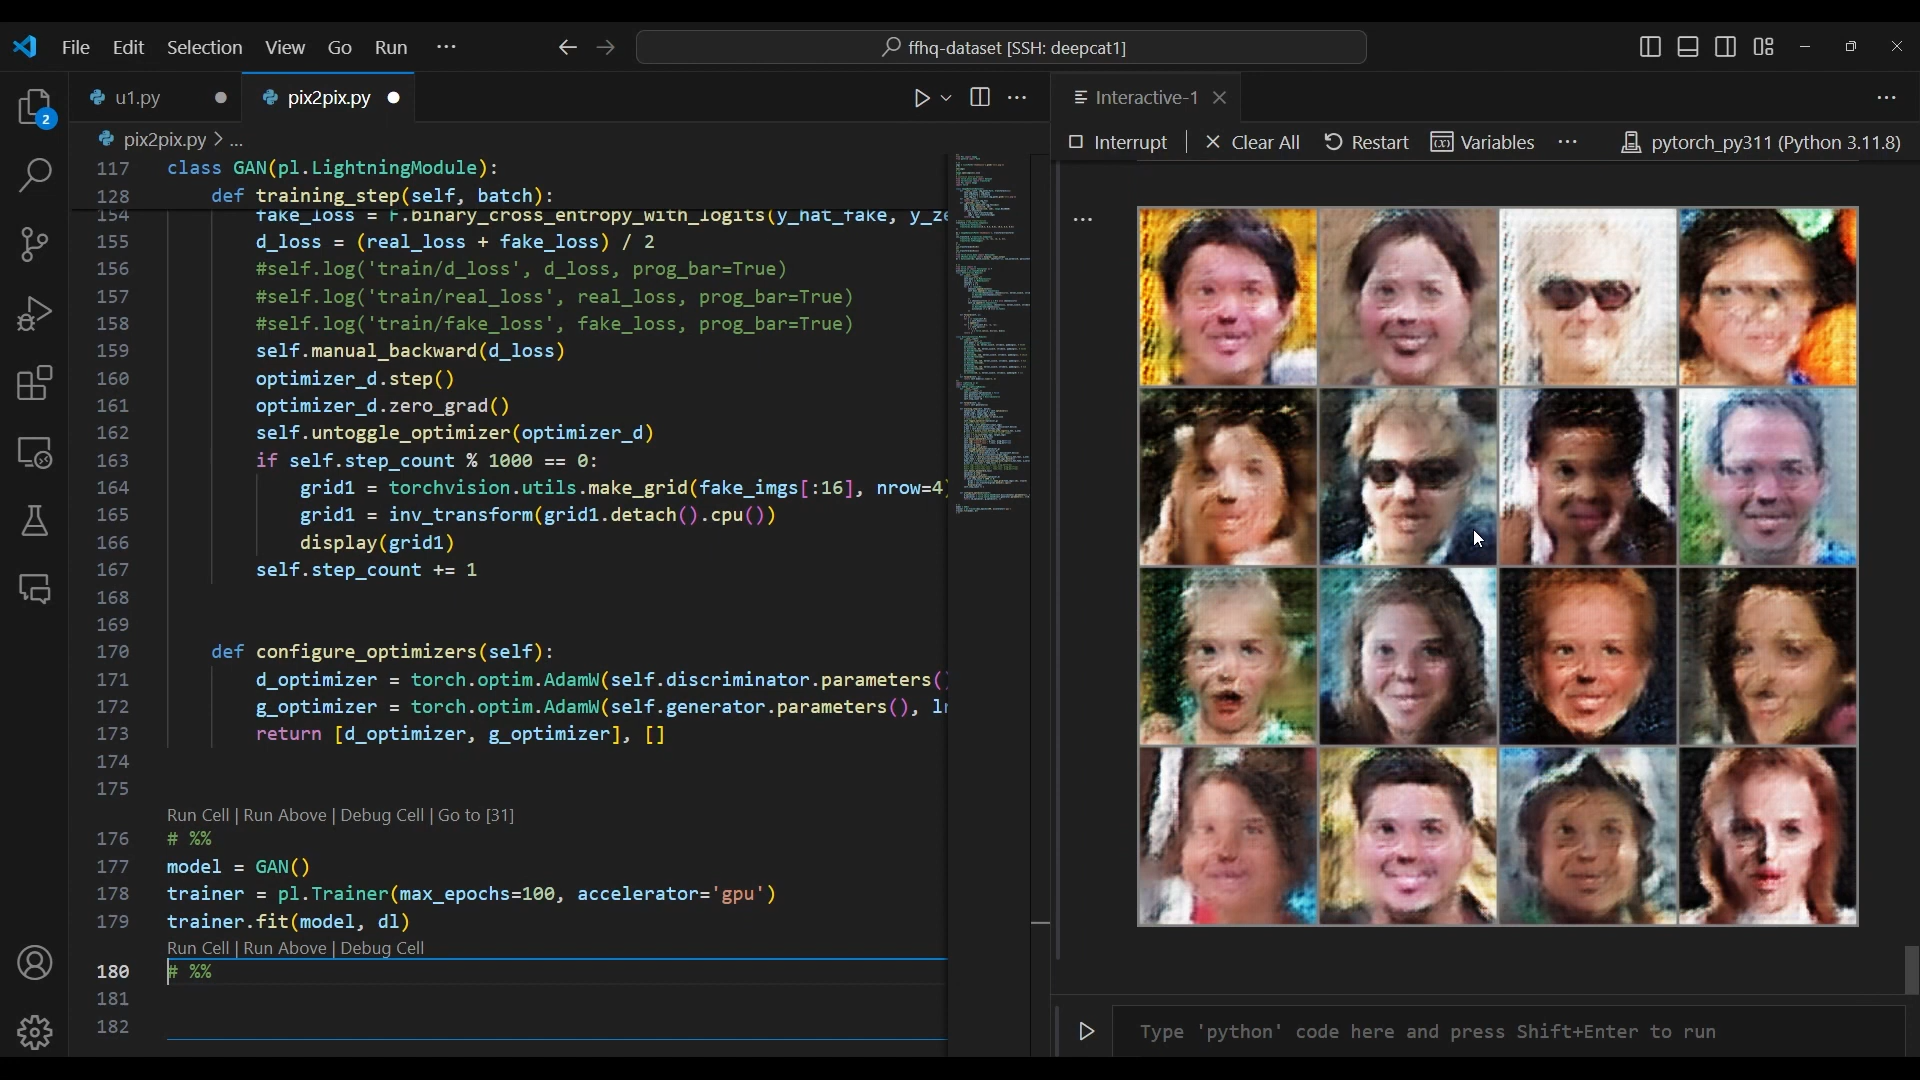 File Edit Selection View Go Run ···
ffhq-dataset [SSH: deepcat1]
u1.py
pix2pix.py
Interactive-1
pix2pix.py > ...
Interrupt
Clear All
Restart
Variables
···
pytorch_py311 (Python 3.11.8)
2
117 class GAN(pl.LightningModule):
128 def training_step(self, batch):
154 fake_loss = F.binary_cross_entropy_with_logits(y_hat_fake, y_ze
155 d_loss = (real_loss + fake_loss) / 2
156 #self.log('train/d_loss', d_loss, prog_bar=True)
157 #self.log('train/real_loss', real_loss, prog_bar=True)
158 #self.log('train/fake_loss', fake_loss, prog_bar=True)
159 self.manual_backward(d_loss)
160 optimizer_d.step()
161 optimizer_d.zero_grad()
162 self.untoggle_optimizer(optimizer_d)
163 if self.step_count % 1000 == 0:
164 grid1 = torchvision.utils.make_grid(fake_imgs[:16], nrow=4)
165 grid1 = inv_transform(grid1.detach().cpu())
166 display(grid1)
167 self.step_count += 1
168
169
170 def configure_optimizers(self):
171 d_optimizer = torch.optim.AdamW(self.discriminator.parameters()
172 g_optimizer = torch.optim.AdamW(self.generator.parameters(), lr
173 return [d_optimizer, g_optimizer], []
174
175
Run Cell | Run Above | Debug Cell | Go to [31]
176 # %%
177 model = GAN()
178 trainer = pl.Trainer(max_epochs=100, accelerator='gpu')
179 trainer.fit(model, dl)
Run Cell | Run Above | Debug Cell
180 # %%
181
182
Type 'python' code here and press Shift+Enter to run